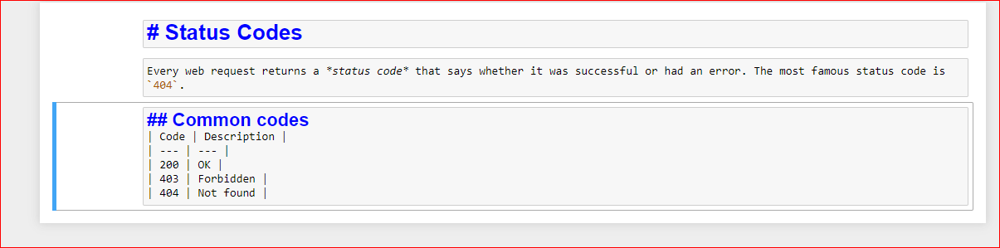 # Status Codes
Every web request returns a *status code* that says whether it was successful or had an error. The most famous status code is
`404`.
## Common codes
| Code | Description |
| --- | --- |
| 200 | OK |
| 403 | Forbidden |
| 404 | Not found |